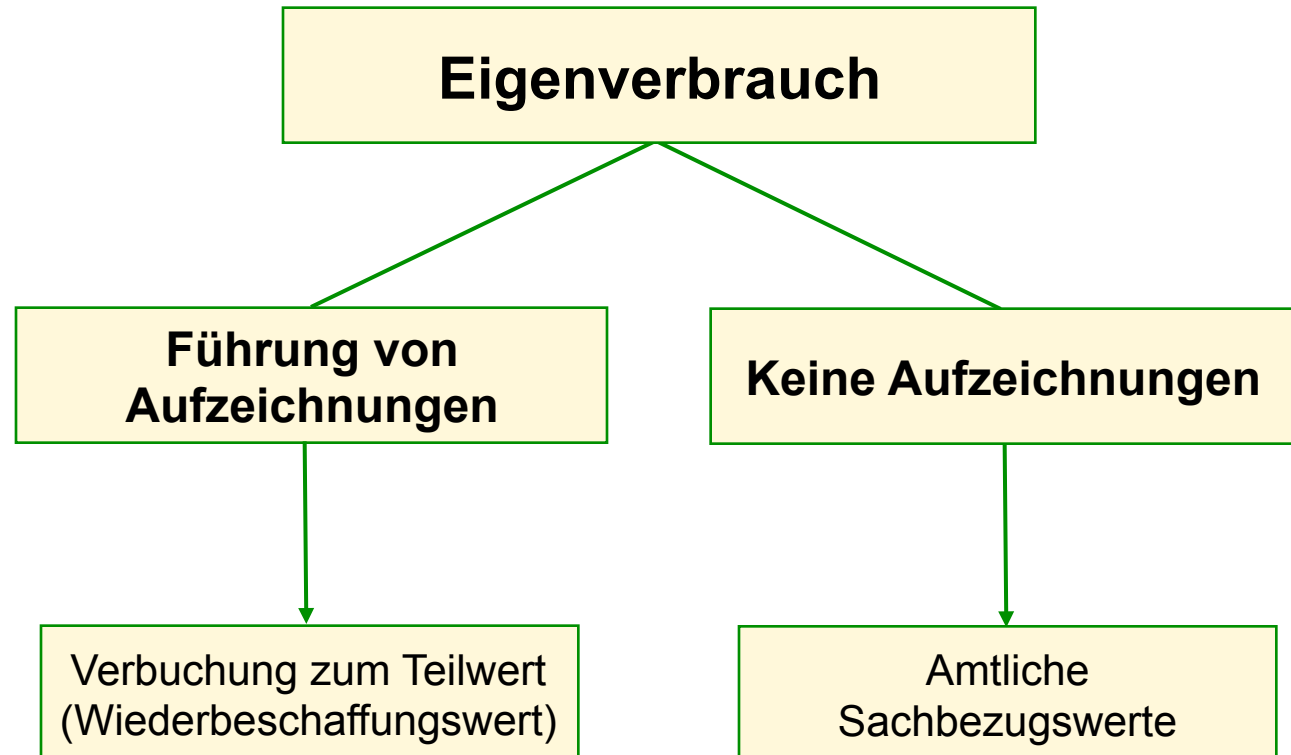 Eigenverbrauch
Führung von
Aufzeichnungen
Keine Aufzeichnungen
Verbuchung zum Teilwert
(Wiederbeschaffungswert)
Amtliche
Sachbezugswerte